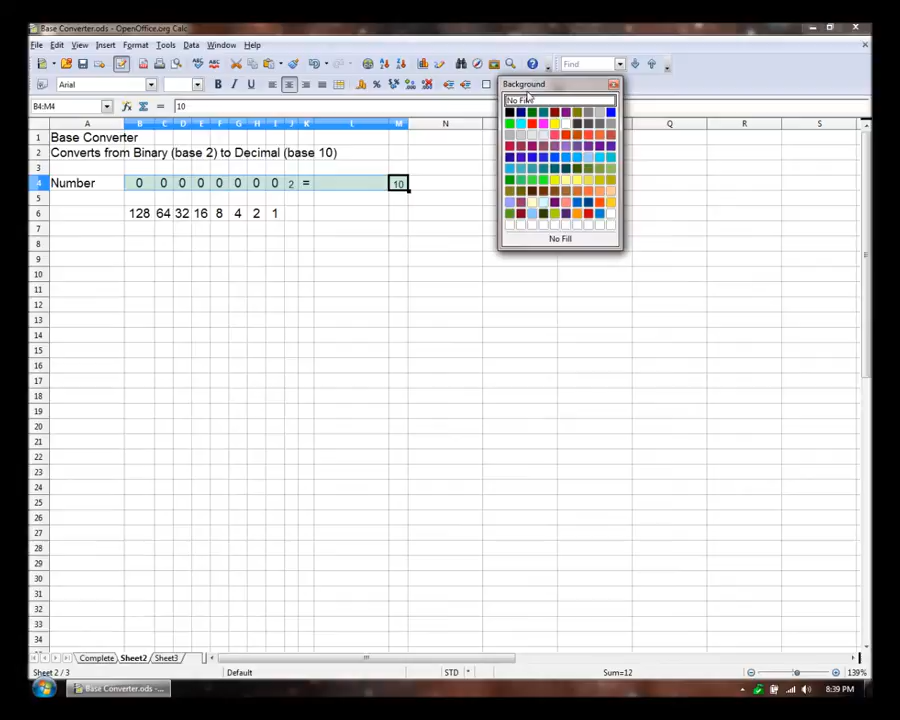 Base Converter.ods - OpenOffice.org Calc
File Edit View Insert Format Tools Data Window Help
Find
Arial
Background
B4:M4 Σ = 10
No Fill
A B C D E F G H I J K L M N Q R S
1 Base Converter
2 Converts from Binary (base 2) to Decimal (base 10)
3
4 Number 0 0 0 0 0 0 0 0 2 = 10
5
6 128 64 32 16 8 4 2 1
7
8
No Fill
9
10
11
12
13
14
15
16
17
18
19
20
21
22
23
24
25
26
27
28
29
30
31
32
33
34
Complete Sheet2 Sheet3
Sheet 2 / 3 Default STD * Sum=12 139%
Base Converter.ods - ... 8:39 PM